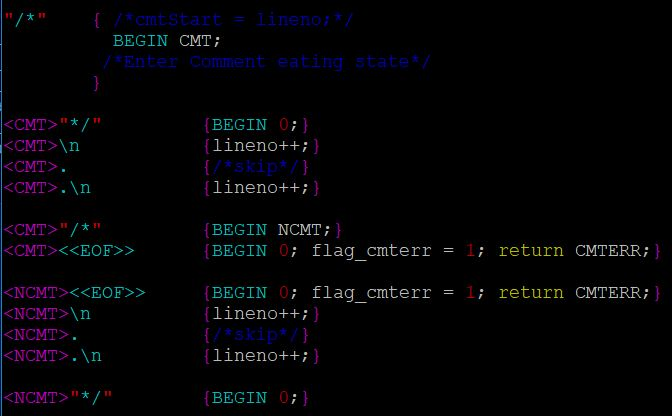 "/*"    { /*cmtStart = lineno;*/
          BEGIN CMT;
         /*Enter Comment eating state*/
        }
<CMT>"*/"          {BEGIN 0;}
<CMT>\n            {lineno++;}
<CMT>.             {/*skip*/}
<CMT>.\n           {lineno++;}
<CMT>"/*"          {BEGIN NCMT;}
<CMT><<EOF>>       {BEGIN 0; flag_cmterr = 1; return CMTERR;}
<NCMT><<EOF>>      {BEGIN 0; flag_cmterr = 1; return CMTERR;}
<NCMT>\n           {lineno++;}
<NCMT>.            {/*skip*/}
<NCMT>.\n          {lineno++;}
<NCMT>"*/"         {BEGIN 0;}